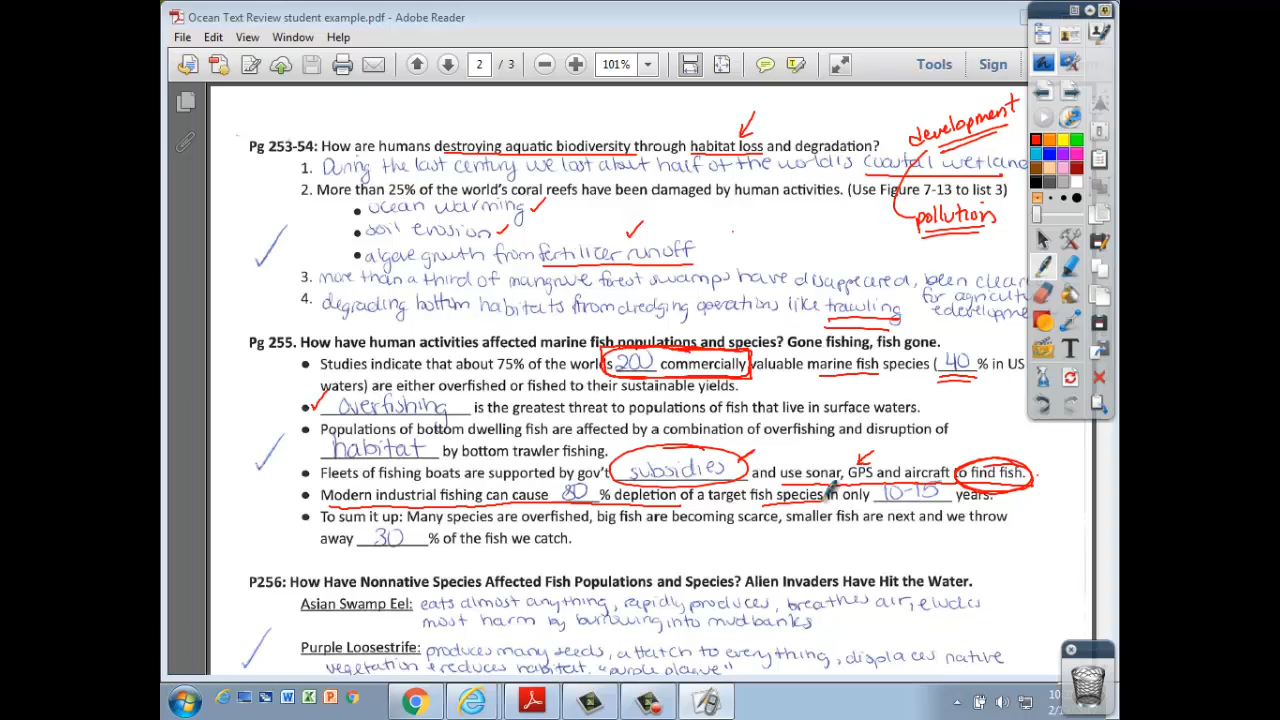 Ocean Text Review student example.pdf - Adobe Reader
File Edit View Window Help
2 / 3 101% Tools Sign
development
Pg 253-54: How do humans destroying aquatic biodiversity through habitat loss and degradation?
1. During last century we lost about half of the world's coastal wetlane
2. More than 25% of the world's coral reefs have been damaged by human activities. (Use Figure 7-13 to list 3)
• ocean warming
pollution
• soil erosion
• algae growth from fertilizer runoff
3. more than a third of mangrove forest swamps have disappeared, been clear
for agricultu
4. degrading bottom habitats from dredging operations like trawling
& developme
Pg 255. How have human activities affected marine fish populations and species? Gone fishing, fish gone.
• Studies indicate that about 75% of the world's 200 commercially valuable marine fish species (40 % in US
waters) are either overfished or fished to their sustainable yields.
• overfishing is the greatest threat to populations of fish that live in surface waters.
• Populations of bottom dwelling fish are affected by a combination of overfishing and disruption of
habitat by bottom trawler fishing.
• Fleets of fishing boats are supported by gov't subsidies and use sonar, GPS and aircraft to find fish.
• Modern industrial fishing can cause 80 % depletion of a target fish species in only 10-15 years.
• To sum it up: Many species are overfished, big fish are becoming scarce, smaller fish are next and we throw
away 30 % of the fish we catch.
P256: How Have Nonnative Species Affected Fish Populations and Species? Alien Invaders Have Hit the Water.
Asian Swamp Eel: eats almost anything, rapidly produces, breathes air, eludes
most harm by burrowing into mudbanks
Purple Loosestrife: produces many seeds, attach to everything, displaces native
vegetation & reduces habitat. "purple plague"